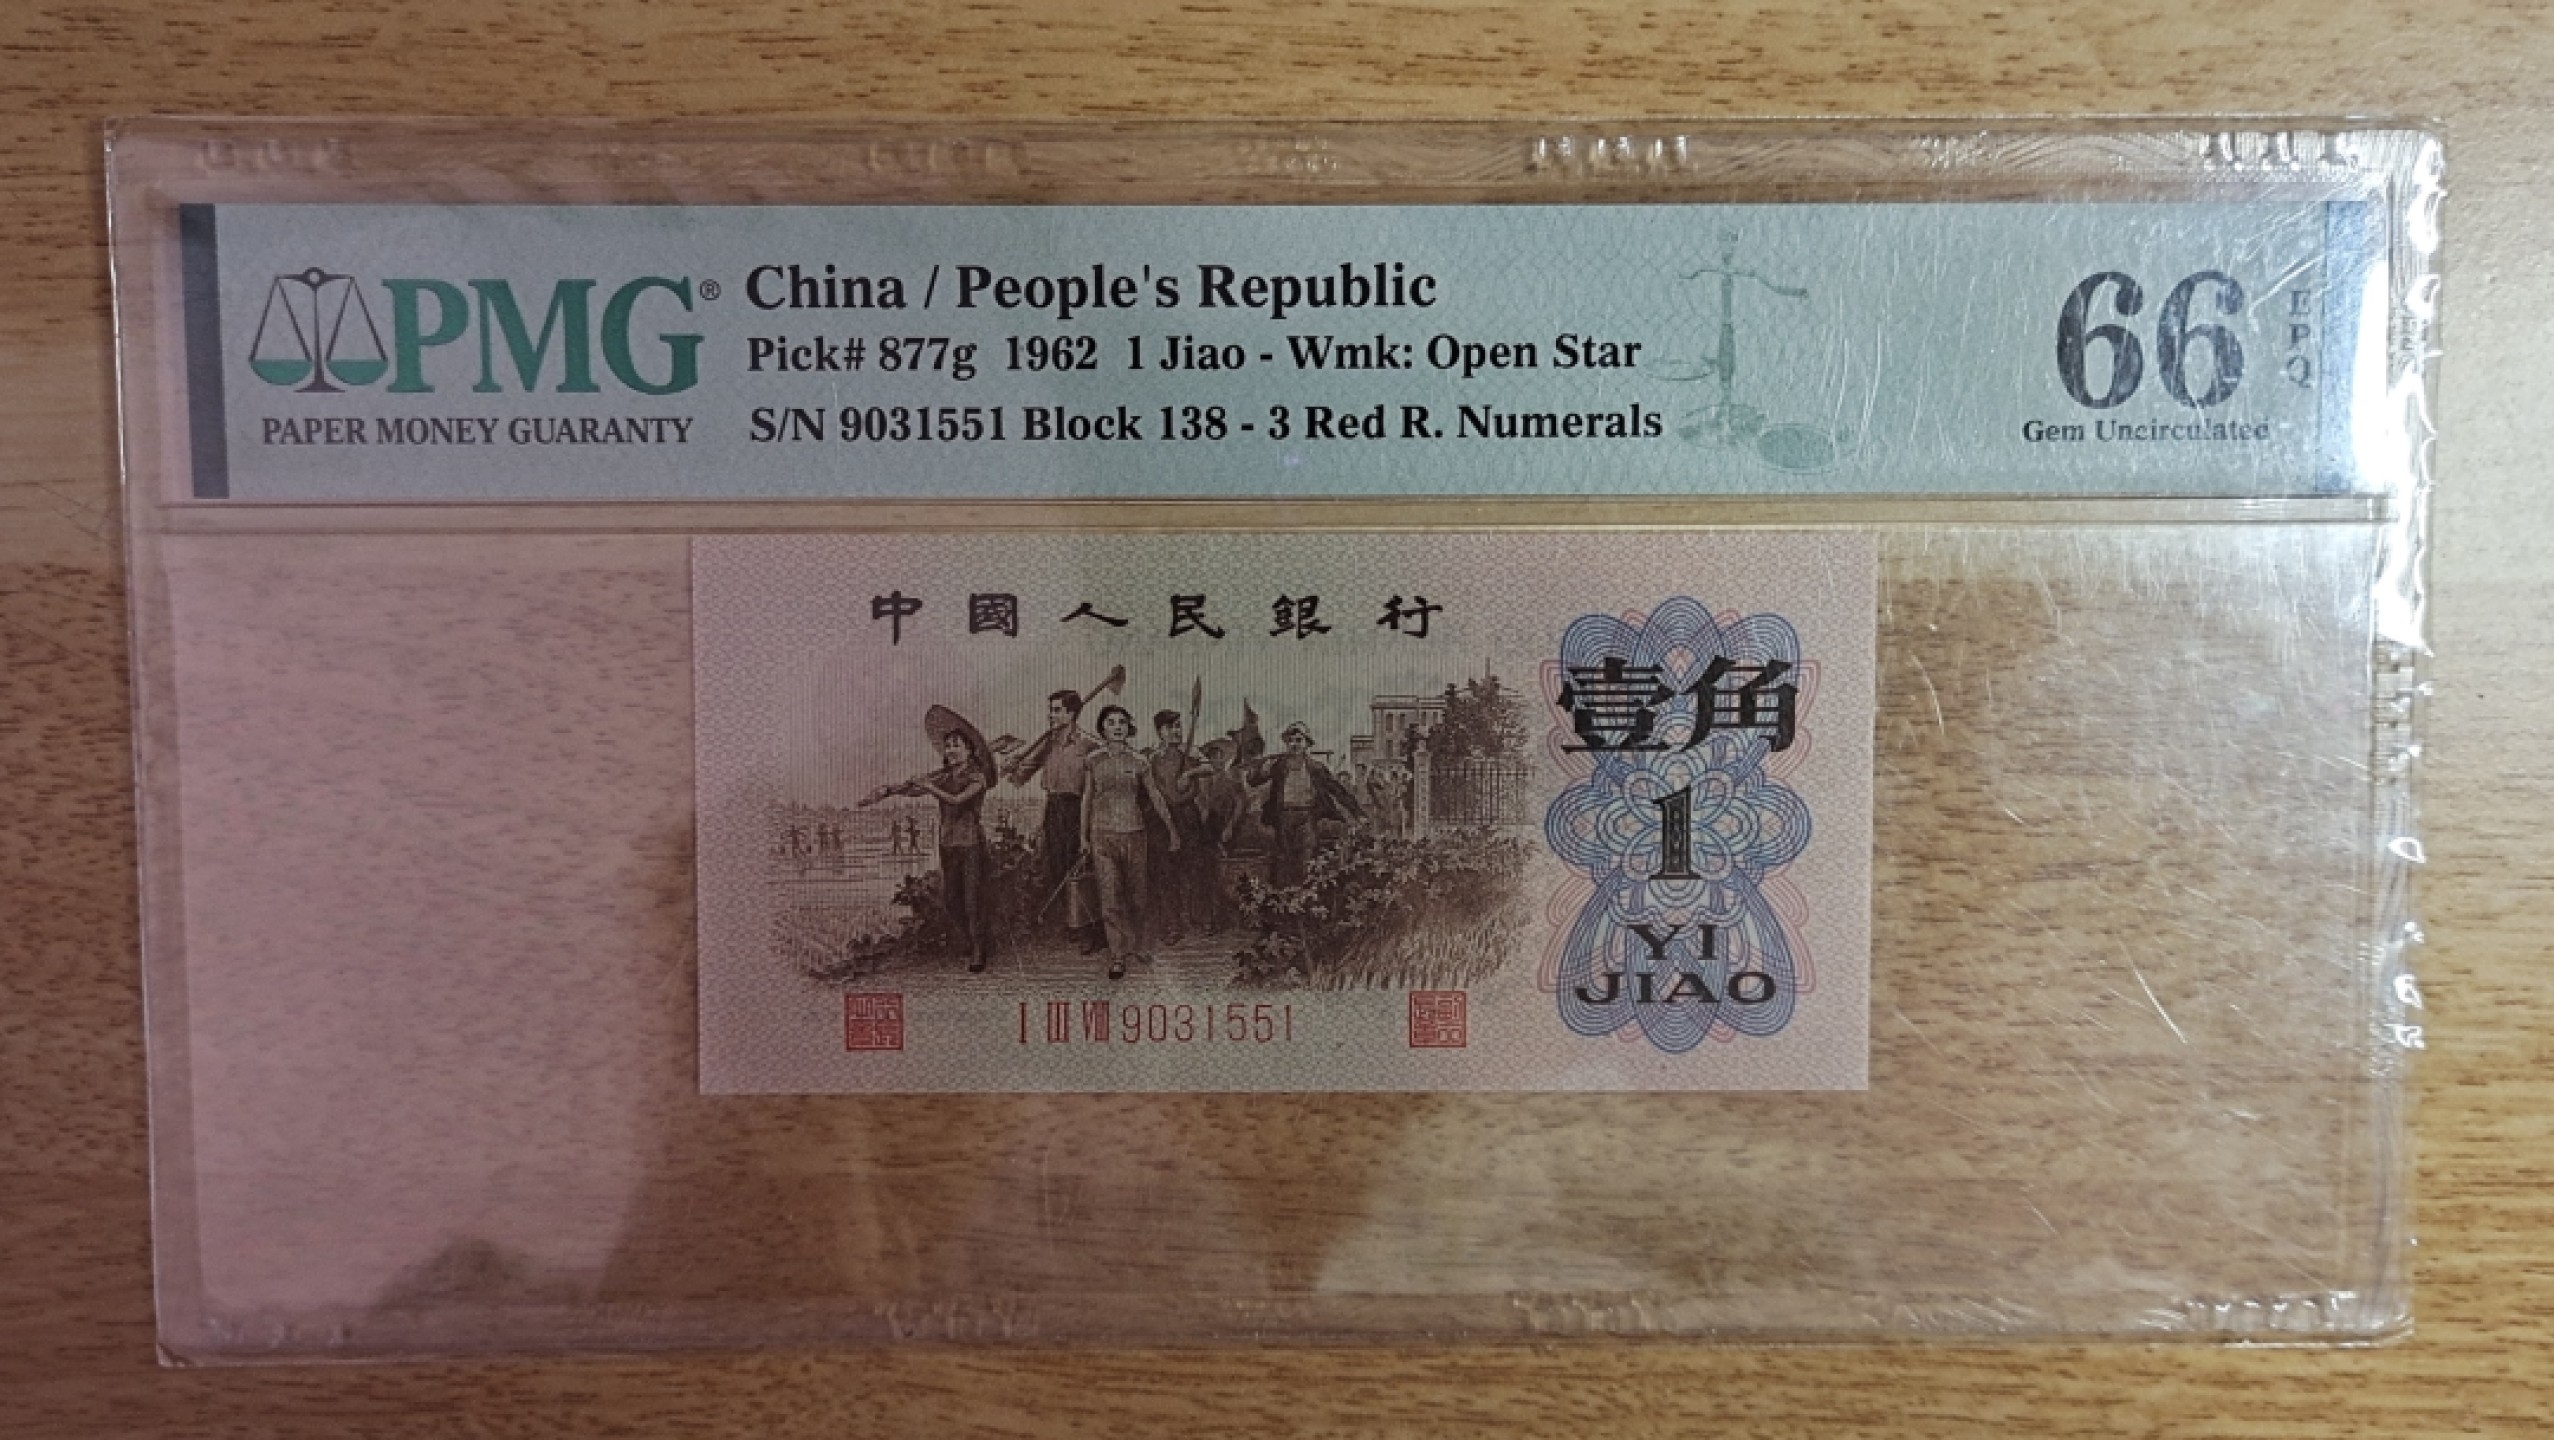 PMG®
PAPER MONEY GUARANTY
China / People's Republic
Pick# 877g 1962 1 Jiao - Wmk: Open Star
S/N 9031551 Block 138 - 3 Red R. Numerals
66
EPQ
Gem Uncirculated
中國人民銀行
壹角
1
YI
JIAO
I III VIII 9031551